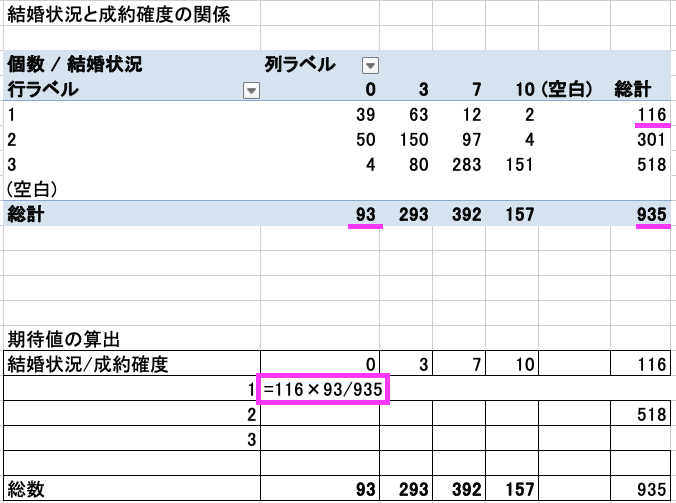 結婚状況と成約確度の関係
個数 / 結婚状況 列ラベル
行ラベル 0 3 7 10 (空白) 総計
1 39 63 12 2 116
2 50 150 97 4 301
3 4 80 283 151 518
(空白)
総計 93 293 392 157 935
期待値の算出
結婚状況/成約確度 0 3 7 10 116
1 =116×93/935
2 518
3
総数 93 293 392 157 935